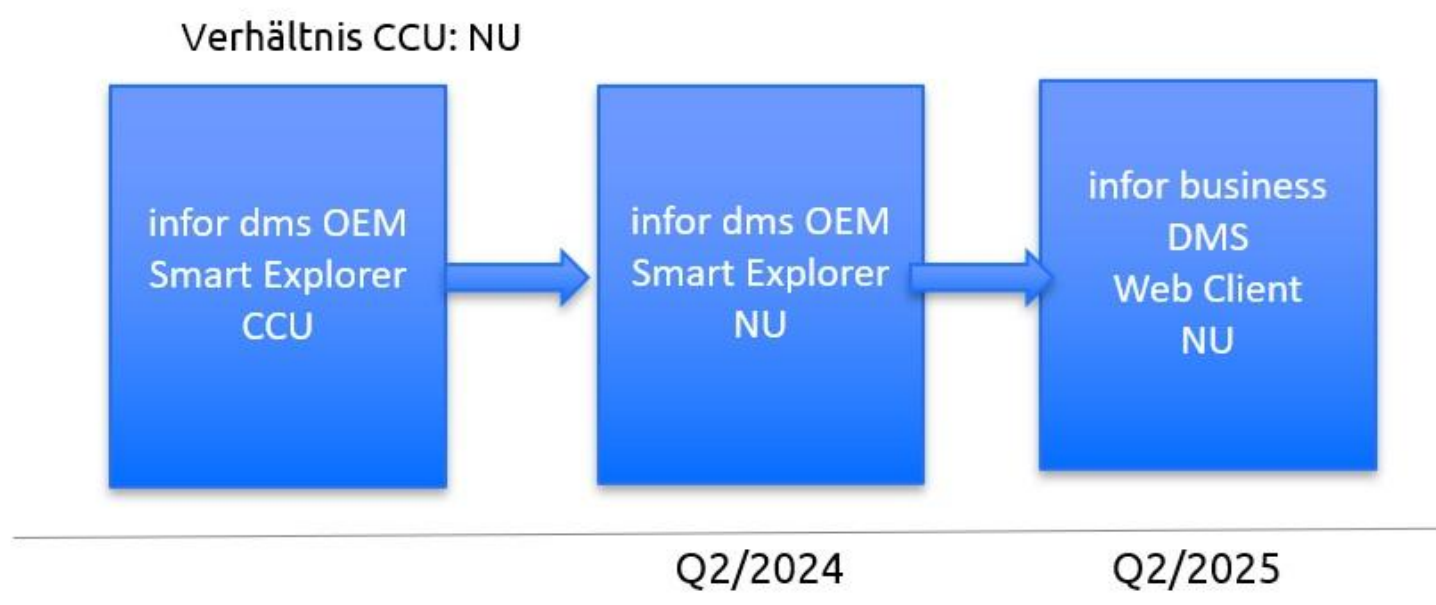 Verhältnis CCU: NU
infor dms OEM
Smart Explorer
CCU
infor dms OEM
Smart Explorer
NU
infor business
DMS
Web Client
NU
Q2/2024
Q2/2025